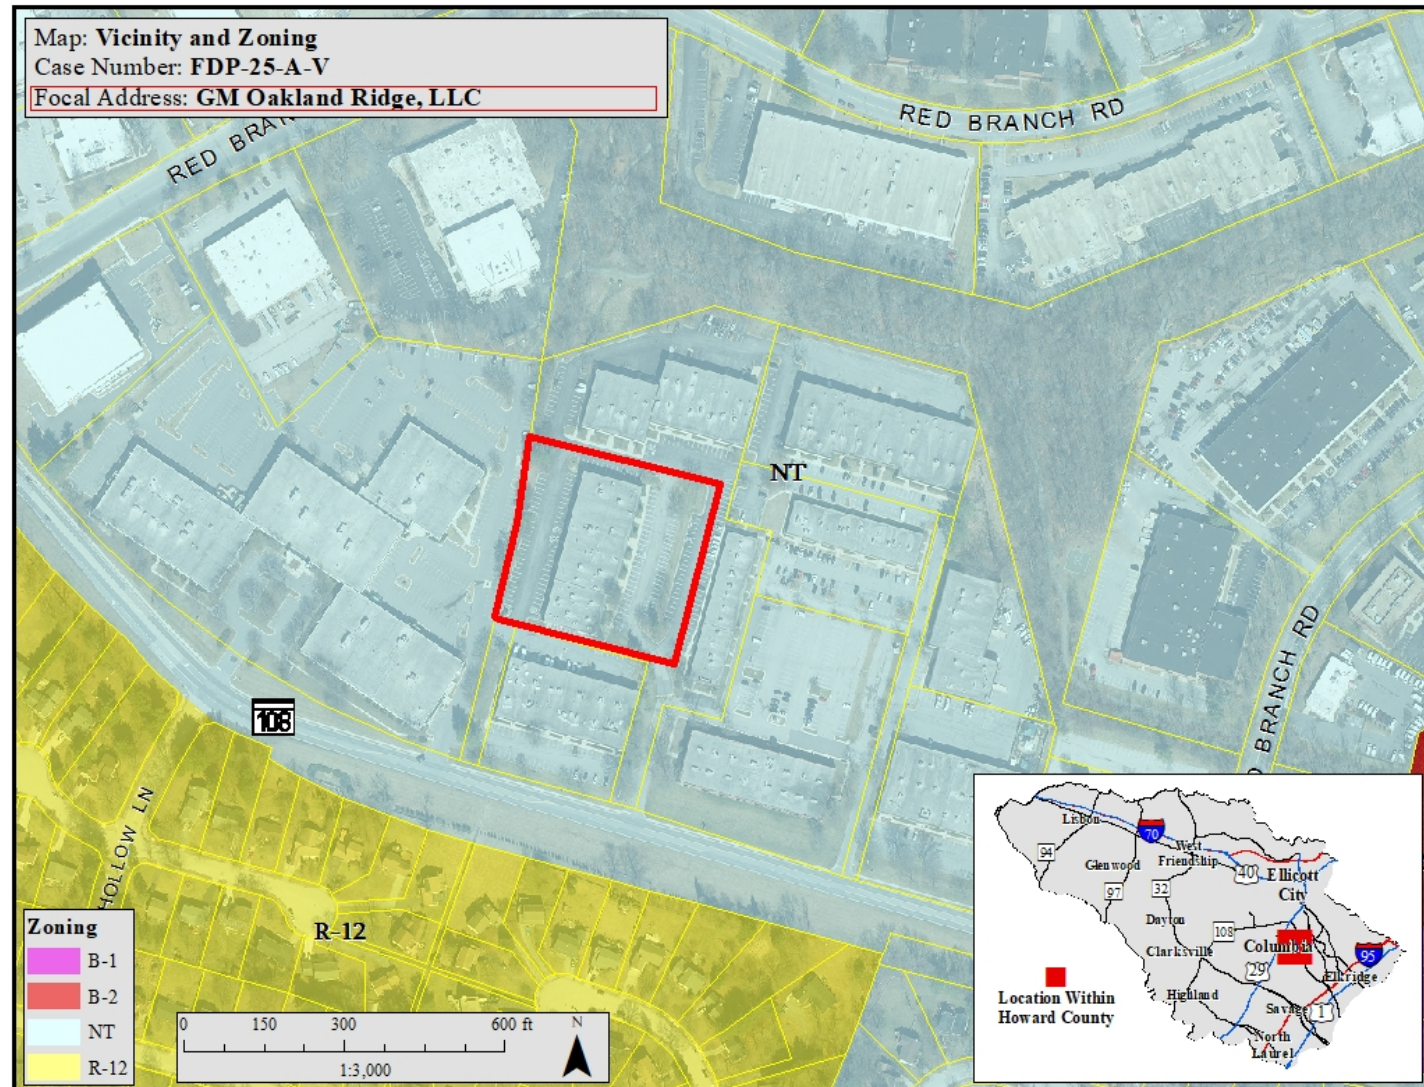 Map: Vicinity and Zoning
Case Number: FDP-25-A-V
Focal Address: GM Oakland Ridge, LLC
RED BRAN
RED BRANCH RD
NT
BRANCH RD
108
HOLLOW LN
R-12
Zoning
B-1
B-2
NT
R-12
0 150 300 600 ft
1:3,000
N
Lisbon
70
West
Friendship
94
Glenwood
40
Ellicott
City
97
32
Dayton
108
Clarksville
Columbia
29
95
Elkridge
Highland
Savage
1
North
Laurel
Location Within
Howard County